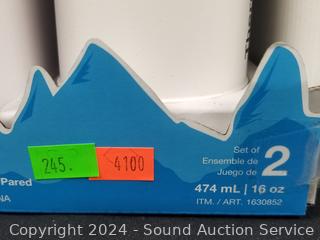 245.
4100
Pared
NA
Set of
Ensemble de
Juego de
2
474 mL | 16 oz
ITM. / ART. 1630852
Copyright 2024 - Sound Auction Service